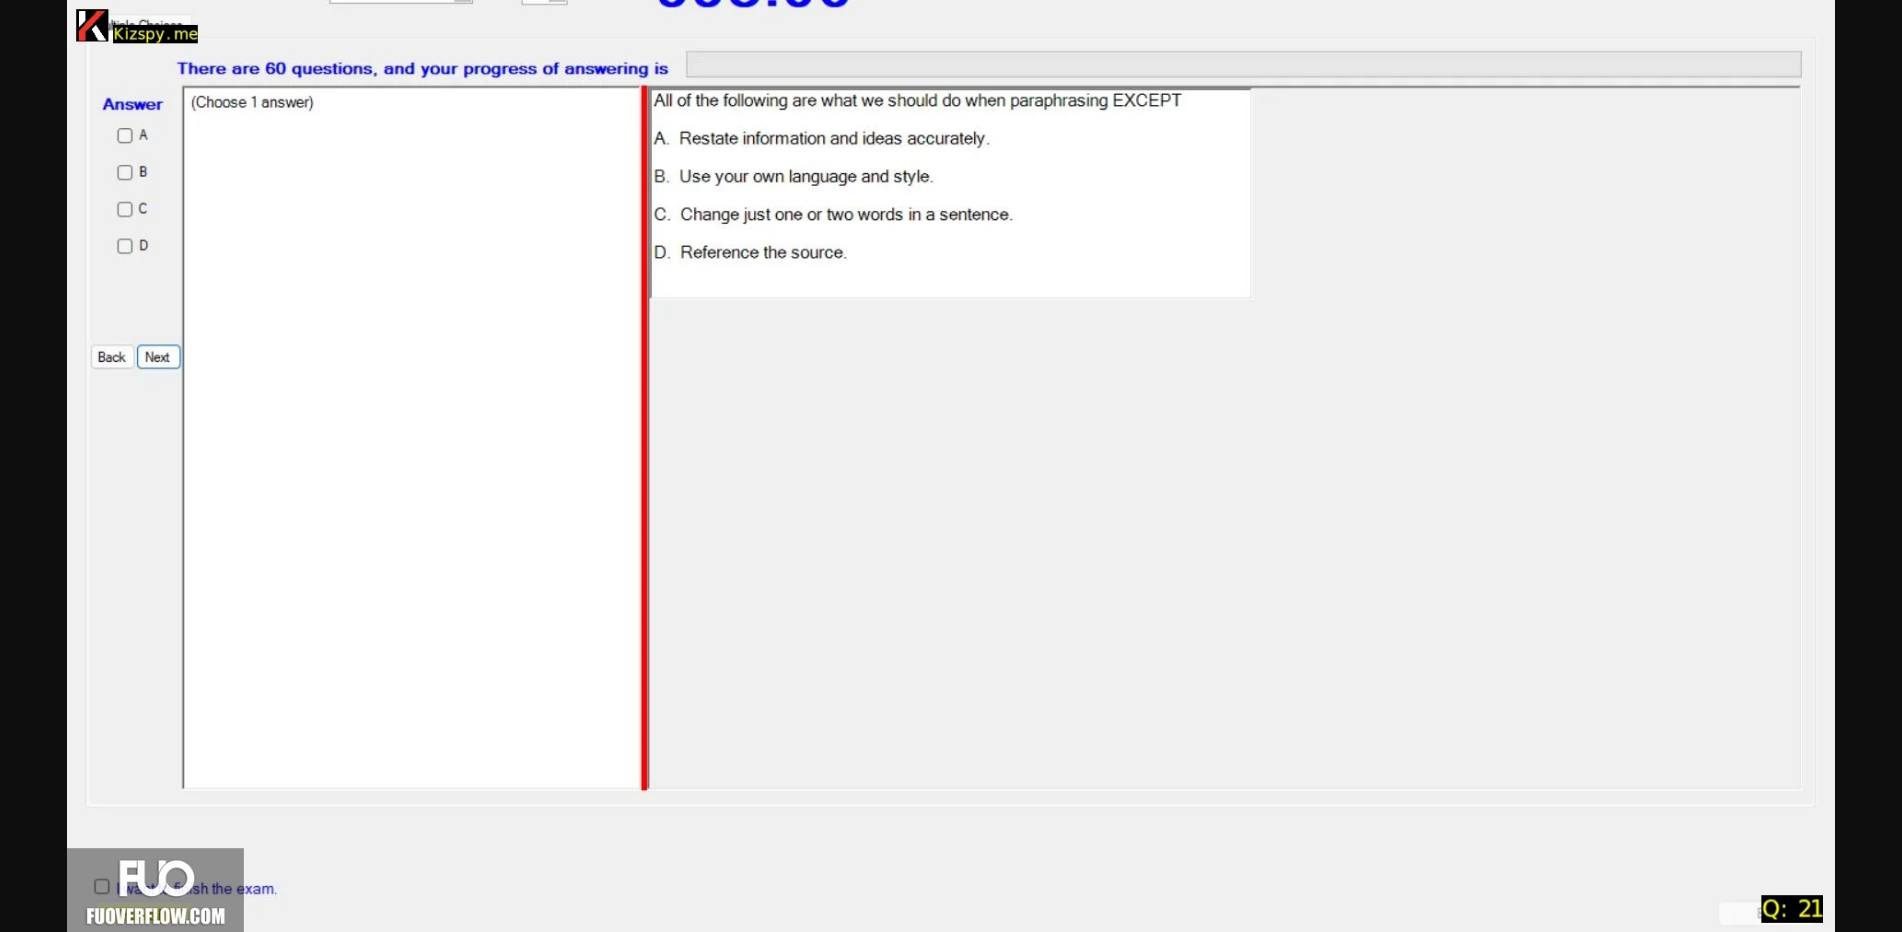 Kizspy.me
There are 60 questions, and your progress of answering is
Answer
(Choose 1 answer)
A
B
C
D
Back
Next
All of the following are what we should do when paraphrasing EXCEPT
A. Restate information and ideas accurately.
B. Use your own language and style.
C. Change just one or two words in a sentence.
D. Reference the source.
FUO
the exam.
FUOVERFLOW.COM
Q: 21